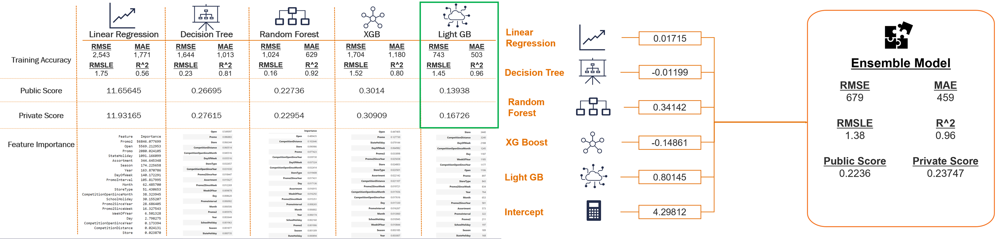 Linear Regression
Decision Tree
Random Forest
XGB
Light GB
Training Accuracy
RMSE MAE
2,543 1,771
RMSLE R^2
1.75 0.56
RMSE MAE
1,644 1,013
RMSLE R^2
0.23 0.81
RMSE MAE
1,024 629
RMSLE R^2
0.16 0.92
RMSE MAE
1,704 1,180
RMSLE R^2
1.52 0.80
RMSE MAE
743 503
RMSLE R^2
1.45 0.96
Public Score
11.65645
0.26695
0.22736
0.3014
0.13938
Private Score
11.93165
0.27615
0.22954
0.30909
0.16726
Feature Importance
Feature Importance
Promo2 56846.077699
Open 5569.212953
Promo 2080.024105
StateHoliday 1091.166099
Assortment 344.645348
Season 174.225658
Year 163.870786
DayOfWeek 140.172291
PromoInterval 105.817995
Month 62.485700
StoreType 51.430653
CompetitionOpenSinceMonth 38.323945
SchoolHoliday 30.155207
Promo2SinceYear 28.686405
Promo2SinceWeek 16.327543
WeekOfYear 6.501328
Day 2.798275
CompetitionOpenSinceYear 0.173394
CompetitionDistance 0.024131
Store 0.023870
Open 0.549097
Promo 0.086883
Store 0.066344
CompetitionDistance 0.060514
CompetitionOpenSinceMonth 0.045516
DayOfWeek 0.035516
StoreType 0.032657
CompetitionOpenSinceYear 0.031030
Promo2SinceYear 0.018447
Assortment 0.015627
Promo2SinceWeek 0.012269
WeekOfYear 0.009878
Day 0.008620
PromoInterval 0.006902
Month 0.006506
Promo2 0.005976
Year 0.003644
SchoolHoliday 0.001963
Season 0.001877
StateHoliday 0.000735
Importance
Open 0.489435
CompetitionDistance 0.102646
Store 0.090986
Promo 0.077423
CompetitionOpenSinceYear 0.039730
DayOfWeek 0.037324
CompetitionOpenSinceMonth 0.032414
StoreType 0.019408
Promo2SinceYear 0.017431
Day 0.017136
Assortment 0.016915
WeekOfYear 0.016292
Promo2SinceWeek 0.015351
PromoInterval 0.008265
Month 0.006802
Year 0.006174
SchoolHoliday 0.002160
Promo2 0.001906
Season 0.001309
StateHoliday 0.000894
Open 0.447405
Promo 0.127730
StateHoliday 0.079144
DayOfWeek 0.064982
Promo2 0.033898
Promo2SinceYear 0.025658
Store 0.024803
StoreType 0.023501
Assortment 0.022142
CompetitionDistance 0.021107
Promo2SinceWeek 0.019721
CompetitionOpenSinceMonth 0.017656
CompetitionOpenSinceYear 0.017616
Day 0.017330
PromoInterval 0.016267
Month 0.013060
SchoolHoliday 0.010945
WeekOfYear 0.010844
Season 0.003185
Year 0.003007
Store 3440
CompetitionDistance 3240
DayOfWeek 2188
CompetitionOpenSinceMonth 1245
Day 1187
WeekOfYear 1185
CompetitionOpenSinceYear 1177
Open 1106
Promo 897
StoreType 843
Promo2SinceWeek 834
Year 764
Month 653
Promo2SinceYear 581
Assortment 573
PromoInterval 322
Promo2 211
SchoolHoliday 197
Season 189
StateHoliday 168
Linear
Regression
0.01715
Decision Tree
-0.01199
Random
Forest
0.34142
XG Boost
-0.14861
Light GB
0.80145
Intercept
4.29812
Ensemble Model
RMSE MAE
679 459
RMSLE R^2
1.38 0.96
Public Score Private Score
0.2236 0.23747